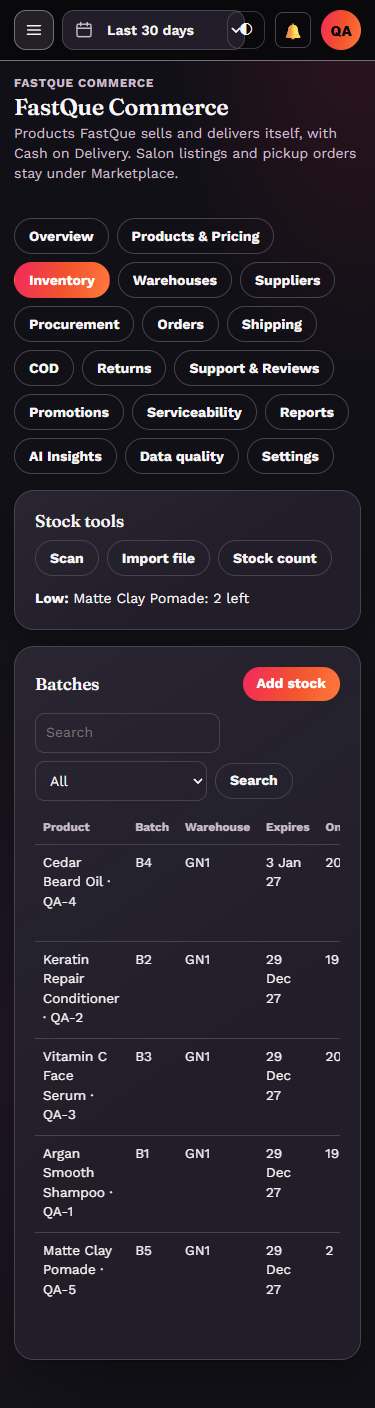 Last 30 days
QA
FASTQUE COMMERCE
FastQue Commerce
Products FastQue sells and delivers itself, with
Cash on Delivery. Salon listings and pickup orders
stay under Marketplace.
Overview
Products & Pricing
Inventory
Warehouses
Suppliers
Procurement
Orders
Shipping
COD
Returns
Support & Reviews
Promotions
Serviceability
Reports
AI Insights
Data quality
Settings
Stock tools
Scan
Import file
Stock count
Low: Matte Clay Pomade: 2 left
Batches
Add stock
Search
All
Search
Product Batch Warehouse Expires On
Cedar B4 GN1 3 Jan 20
Beard Oil · 27
QA-4
Keratin B2 GN1 29 19
Repair Dec
Conditioner 27
· QA-2
Vitamin C B3 GN1 29 20
Face Dec
Serum · 27
QA-3
Argan B1 GN1 29 19
Smooth Dec
Shampoo · 27
QA-1
Matte Clay B5 GN1 29 2
Pomade · Dec
QA-5 27